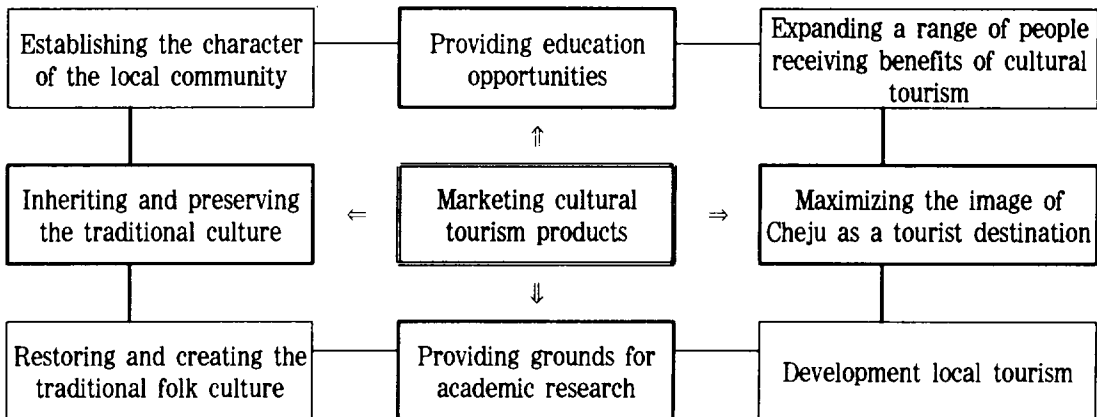 Establishing the character
of the local community
Providing education
opportunities
Expanding a range of people
receiving benefits of cultural
tourism
⇑
Inheriting and preserving
the traditional culture
⇐
Marketing cultural
tourism products
⇒
Maximizing the image of
Cheju as a tourist destination
⇓
Restoring and creating the
traditional folk culture
Providing grounds for
academic research
Development local tourism